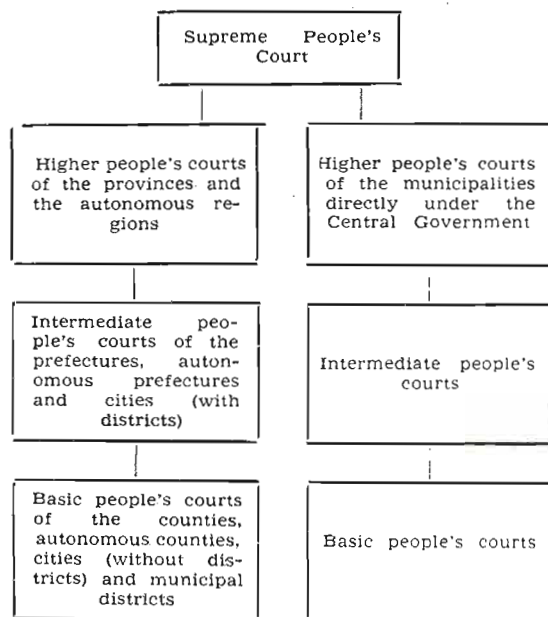 Supreme People's
Court
Higher people's courts
of the provinces and
the autonomous re-
gions
Higher people's courts
of the municipalities
directly under the
Central Government
Intermediate peo-
ple's courts of the
prefectures, auton-
omous prefectures
and cities (with
districts)
Intermediate people's
courts
Basic people's courts
of the counties,
autonomous counties,
cities (without dis-
tricts) and municipal
districts
Basic people's courts